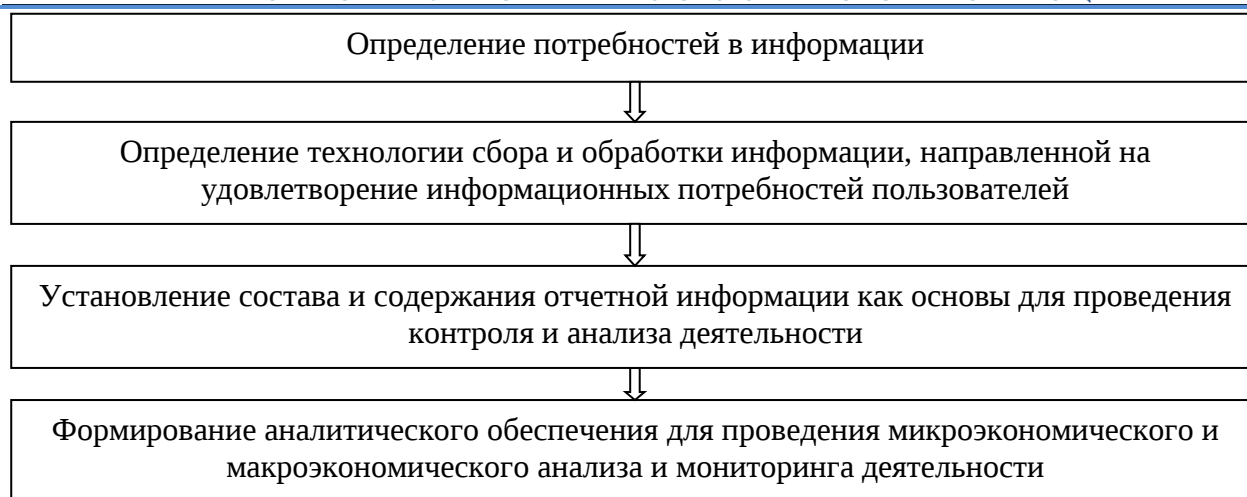 Определение потребностей в информации
Определение технологии сбора и обработки информации, направленной на
удовлетворение информационных потребностей пользователей
Установление состава и содержания отчетной информации как основы для проведения
контроля и анализа деятельности
Формирование аналитического обеспечения для проведения микроэкономического и
макроэкономического анализа и мониторинга деятельности